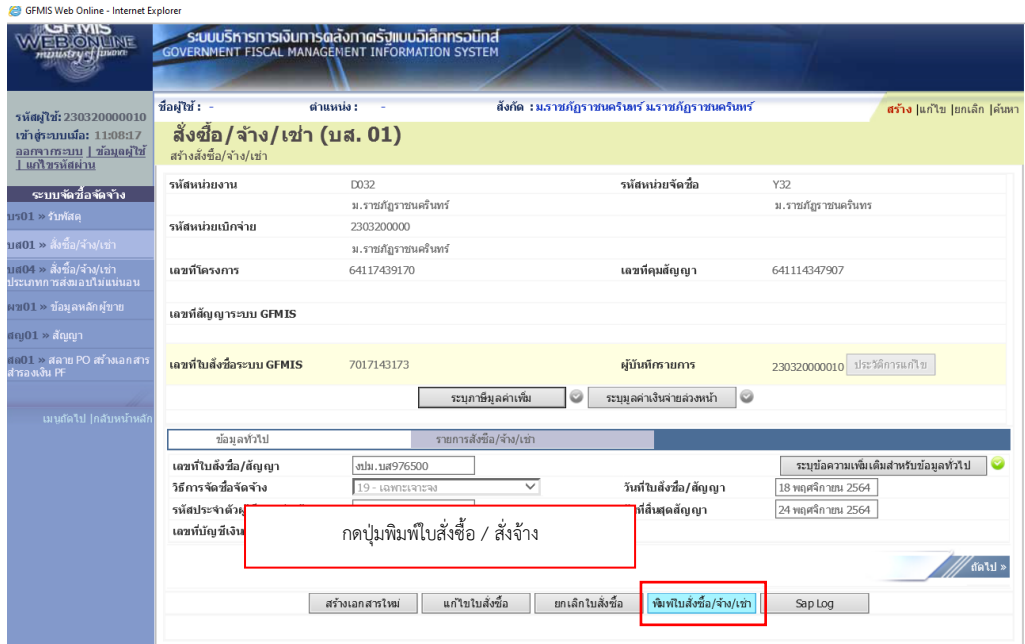 GFMIS Web Online - Internet Explorer
GFMIS
WEB ONLINE
ministry of finance
ระบบบริหารการเงินการคลังภาครัฐแบบอิเล็กทรอนิกส์
GOVERNMENT FISCAL MANAGEMENT INFORMATION SYSTEM
รหัสผู้ใช้: 230320000010
เข้าสู่ระบบเมื่อ: 11:08:17
ออกจากระบบ | ข้อมูลผู้ใช้
| แก้ไขรหัสผ่าน
ระบบจัดซื้อจัดจ้าง
บร01 » รับพัสดุ
บส01 » สั่งซื้อ/จ้าง/เช่า
บส04 » สั่งซื้อ/จ้าง/เช่า
ประเภทการส่งมอบไม่แน่นอน
ผข01 » ข้อมูลหลักผู้ขาย
สญ01 » สัญญา
สต01 » สลาย PO สร้างเอกสาร
สำรองเงิน PF
เมนูถัดไป |กลับหน้าหลัก
ชื่อผู้ใช้ : - ตำแหน่ง : - สังกัด : ม.ราชภัฏราชนครินทร์ ม.ราชภัฏราชนครินทร์
สร้าง |แก้ไข |ยกเลิก |ค้นหา
สั่งซื้อ/จ้าง/เช่า (บส. 01)
สร้างสั่งซื้อ/จ้าง/เช่า
รหัสหน่วยงาน D032 รหัสหน่วยจัดซื้อ Y32
ม.ราชภัฏราชนครินทร์ ม.ราชภัฏราชนครินทร
รหัสหน่วยเบิกจ่าย 2303200000
ม.ราชภัฏราชนครินทร์
เลขที่โครงการ 64117439170 เลขที่คุมสัญญา 641114347907
เลขที่สัญญาระบบ GFMIS
เลขที่ใบสั่งซื้อระบบ GFMIS 7017143173 ผู้บันทึกรายการ 230320000010 ประวัติการแก้ไข
ระบุภาษีมูลค่าเพิ่ม ระบุมูลค่าเงินจ่ายล่วงหน้า
ข้อมูลทั่วไป รายการสั่งซื้อ/จ้าง/เช่า
เลขที่ใบสั่งซื้อ/สัญญา งปม.บส976500 ระบุข้อความเพิ่มเติมสำหรับข้อมูลทั่วไป
วิธีการจัดซื้อจัดจ้าง 19 - เฉพาะเจาะจง วันที่ใบสั่งซื้อ/สัญญา 18 พฤศจิกายน 2564
รหัสประจำตัว ที่สิ้นสุดสัญญา 24 พฤศจิกายน 2564
เลขที่บัญชีเงิน
กดปุ่มพิมพ์ใบสั่งซื้อ / สั่งจ้าง
ถัดไป »
สร้างเอกสารใหม่ แก้ไขใบสั่งซื้อ ยกเลิกใบสั่งซื้อ พิมพ์ใบสั่งซื้อ/จ้าง/เช่า Sap Log